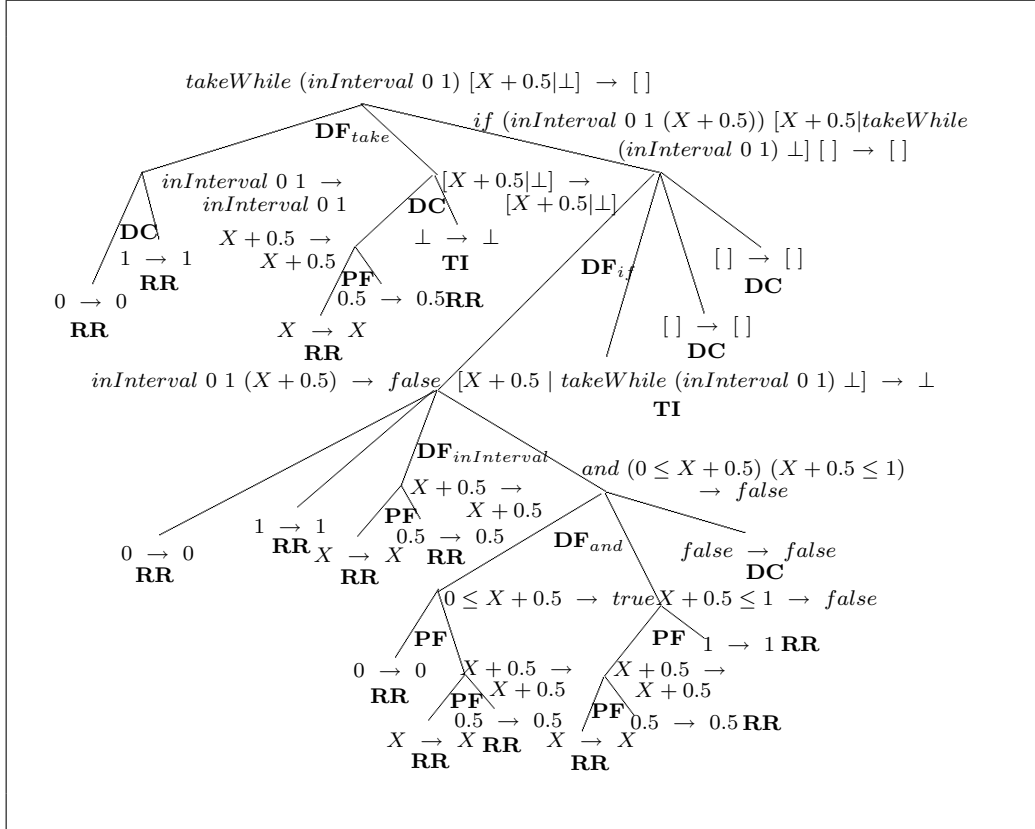 takeWhile (inInterval 0 1) [X + 0.5|⊥] → [ ]
if (inInterval 0 1 (X + 0.5)) [X + 0.5|takeWhile
(inInterval 0 1) ⊥] [ ] → [ ]
DF_take
inInterval 0 1 →
inInterval 0 1
[X + 0.5|⊥] →
[X + 0.5|⊥]
DC
DC
1 → 1
RR
0 → 0
RR
X + 0.5 →
X + 0.5
⊥ → ⊥
TI
PF
0.5 → 0.5 RR
X → X
RR
DF_if
[ ] → [ ]
DC
[ ] → [ ]
DC
inInterval 0 1 (X + 0.5) → false
[X + 0.5 | takeWhile (inInterval 0 1) ⊥] → ⊥
TI
DF_inInterval
and (0 ≤ X + 0.5) (X + 0.5 ≤ 1)
→ false
X + 0.5 →
X + 0.5
0 → 0
RR
1 → 1
RR
PF
X → X
RR
0.5 → 0.5
RR
DF_and
false → false
DC
0 ≤ X + 0.5 → true
X + 0.5 ≤ 1 → false
PF
0 → 0
RR
X + 0.5 →
X + 0.5
PF
X → X
RR
0.5 → 0.5
RR
PF
1 → 1 RR
X + 0.5 →
X + 0.5
PF
X → X
RR
0.5 → 0.5 RR